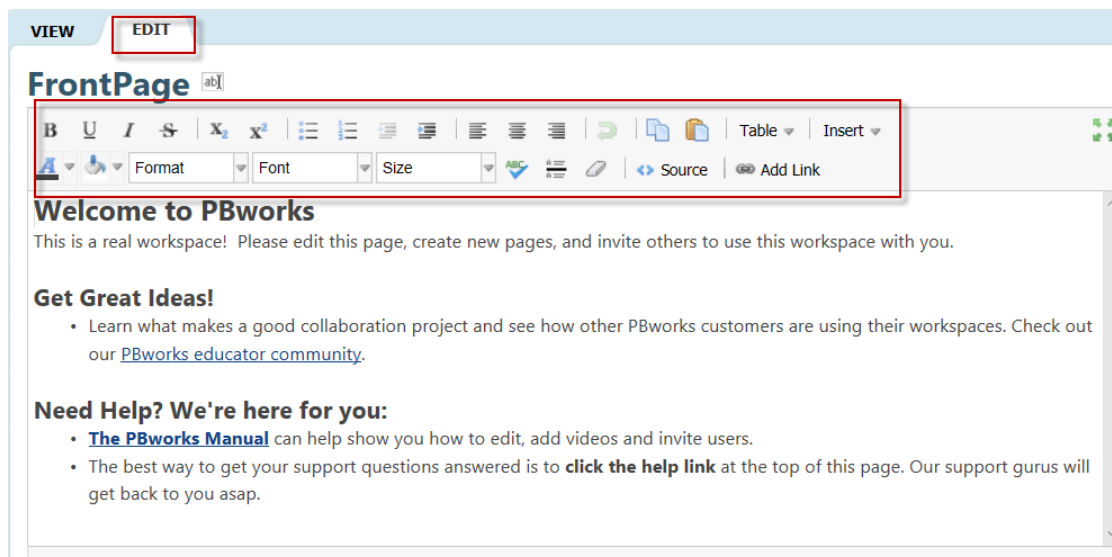 VIEW EDIT
FrontPage ab
B U I S X₂ X² Table Insert
A Format Font Size ABC Source Add Link
Welcome to PBworks
This is a real workspace!  Please edit this page, create new pages, and invite others to use this workspace with you.
Get Great Ideas!
• Learn what makes a good collaboration project and see how other PBworks customers are using their workspaces. Check out
our PBworks educator community.
Need Help? We're here for you:
• The PBworks Manual can help show you how to edit, add videos and invite users.
• The best way to get your support questions answered is to click the help link at the top of this page. Our support gurus will
get back to you asap.